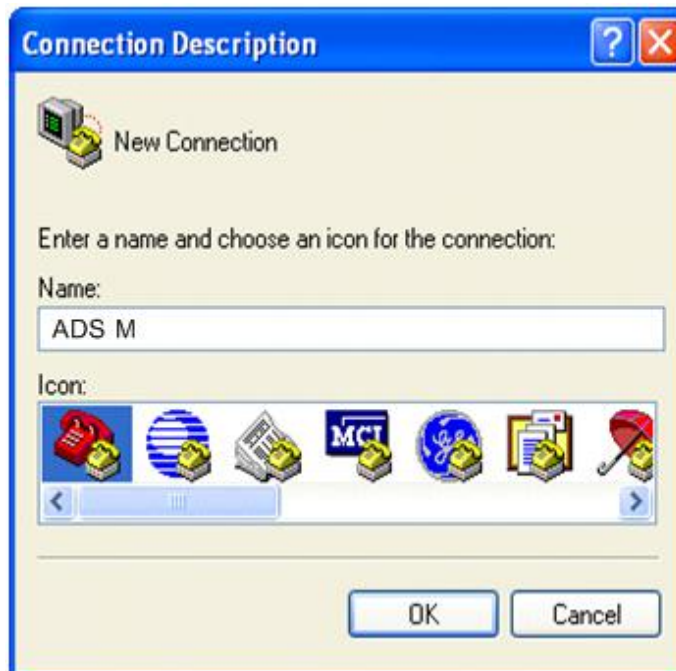 Connection Description
New Connection
Enter a name and choose an icon for the connection:
Name:
ADS M
Icon:
MCI
OK Cancel